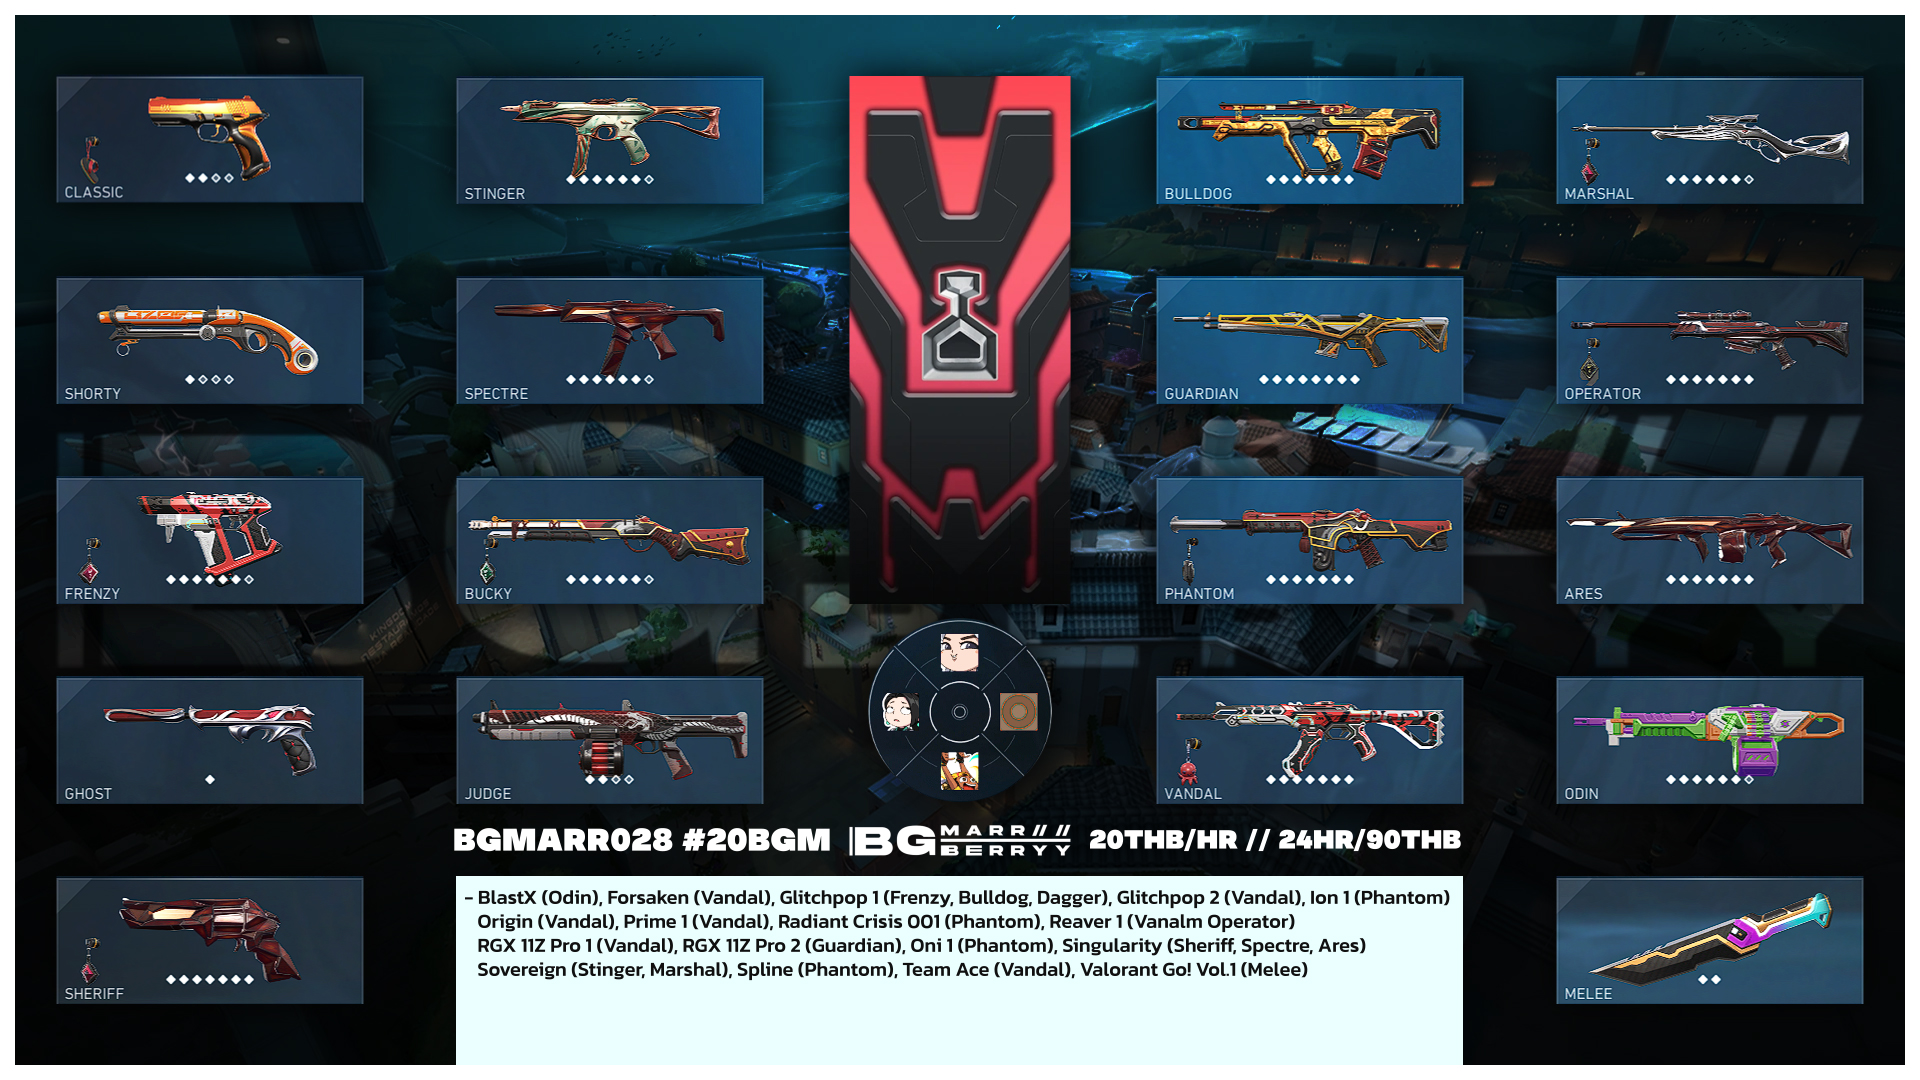 CLASSIC
STINGER
BULLDOG
MARSHAL
SHORTY
SPECTRE
GUARDIAN
OPERATOR
FRENZY
BUCKY
PHANTOM
ARES
GHOST
JUDGE
VANDAL
ODIN
BGMARR028 #20BGM
BG MARR// //
BERRYY
20THB/HR // 24HR/90THB
SHERIFF
MELEE
- BlastX (Odin), Forsaken (Vandal), Glitchpop 1 (Frenzy, Bulldog, Dagger), Glitchpop 2 (Vandal), Ion 1 (Phantom)
Origin (Vandal), Prime 1 (Vandal), Radiant Crisis 001 (Phantom), Reaver 1 (Vanalm Operator)
RGX 11Z Pro 1 (Vandal), RGX 11Z Pro 2 (Guardian), Oni 1 (Phantom), Singularity (Sheriff, Spectre, Ares)
Sovereign (Stinger, Marshal), Spline (Phantom), Team Ace (Vandal), Valorant Go! Vol.1 (Melee)